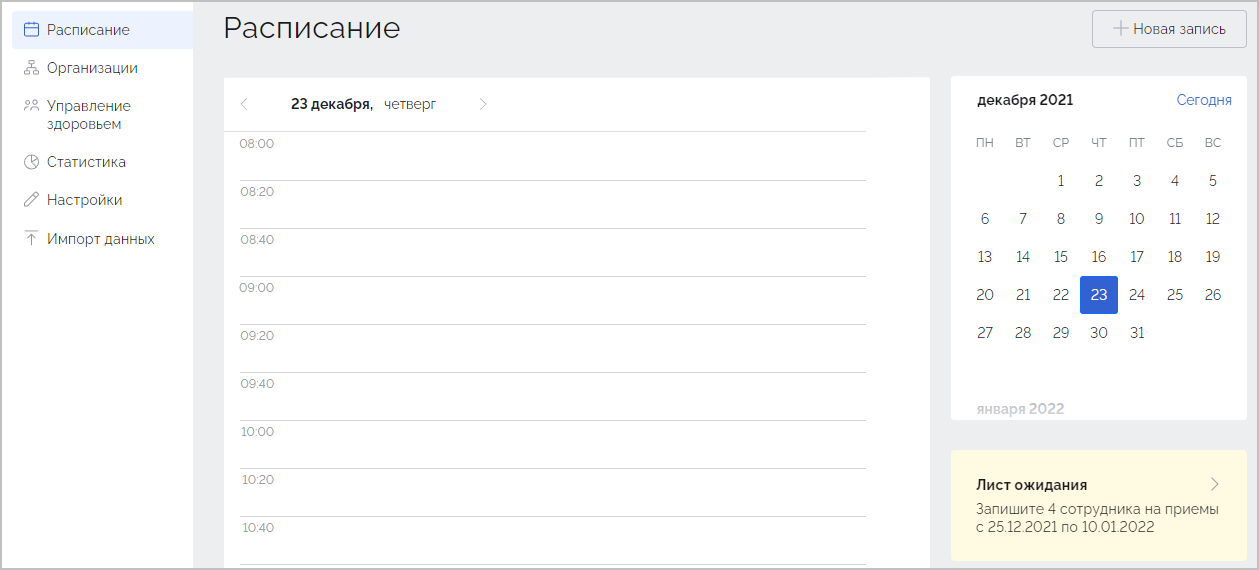 Расписание
Организации
Управление
здоровьем
Статистика
Настройки
Импорт данных
Расписание
Новая запись
23 декабря, четверг
08:00
08:20
08:40
09:00
09:20
09:40
10:00
10:20
10:40
декабря 2021 Сегодня
ПН ВТ СР ЧТ ПТ СБ ВС
1 2 3 4 5
6 7 8 9 10 11 12
13 14 15 16 17 18 19
20 21 22 23 24 25 26
27 28 29 30 31
января 2022
Лист ожидания
Запишите 4 сотрудника на приемы
с 25.12.2021 по 10.01.2022